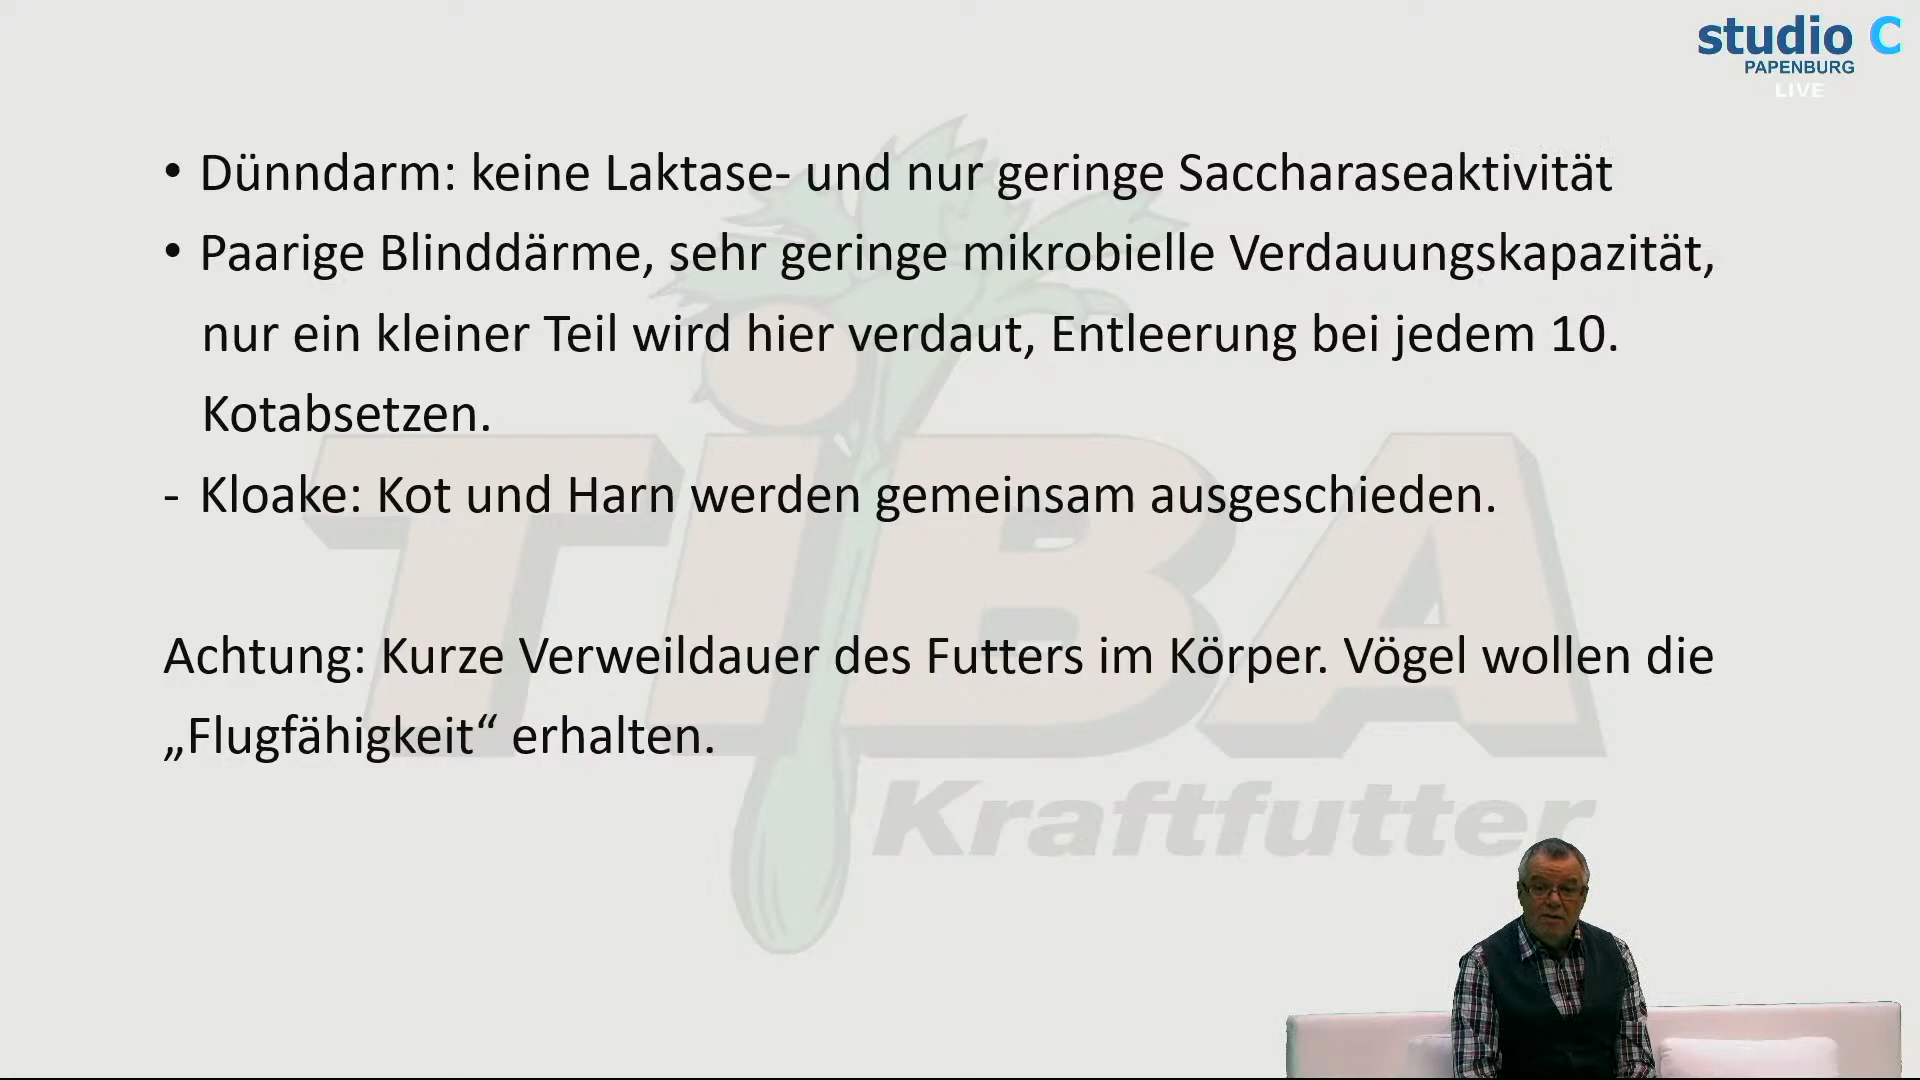 studio C
PAPENBURG
LIVE
• Dünndarm: keine Laktase- und nur geringe Saccharaseaktivität
• Paarige Blinddärme, sehr geringe mikrobielle Verdauungskapazität,
nur ein kleiner Teil wird hier verdaut, Entleerung bei jedem 10.
Kotabsetzen.
- Kloake: Kot und Harn werden gemeinsam ausgeschieden.
Achtung: Kurze Verweildauer des Futters im Körper. Vögel wollen die
„Flugfähigkeit“ erhalten.
TiBA
Kraftfutter